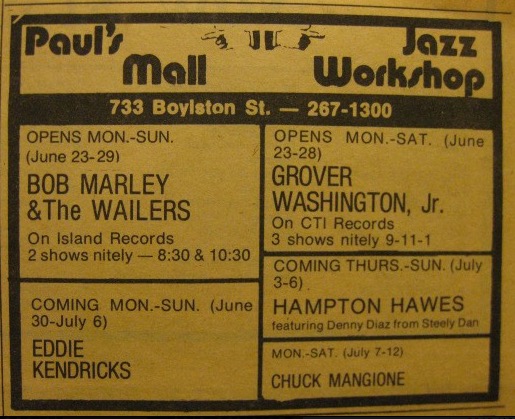 Paul's
Mall
Jazz
Workshop
733 Boylston St. — 267-1300
OPENS MON.-SUN.
(June 23-29)
BOB MARLEY
&The WAILERS
On Island Records
2 shows nitely — 8:30 & 10:30
COMING MON.-SUN. (June
30-July 6)
EDDIE
KENDRICKS
OPENS MON.-SAT. (June
23-28)
GROVER
WASHINGTON, Jr.
On CTI Records
3 shows nitely 9-11-1
COMING THURS.-SUN. (July
3-6)
HAMPTON HAWES
featuring Denny Diaz from Steely Dan
MON.-SAT. (July 7-12)
CHUCK MANGIONE